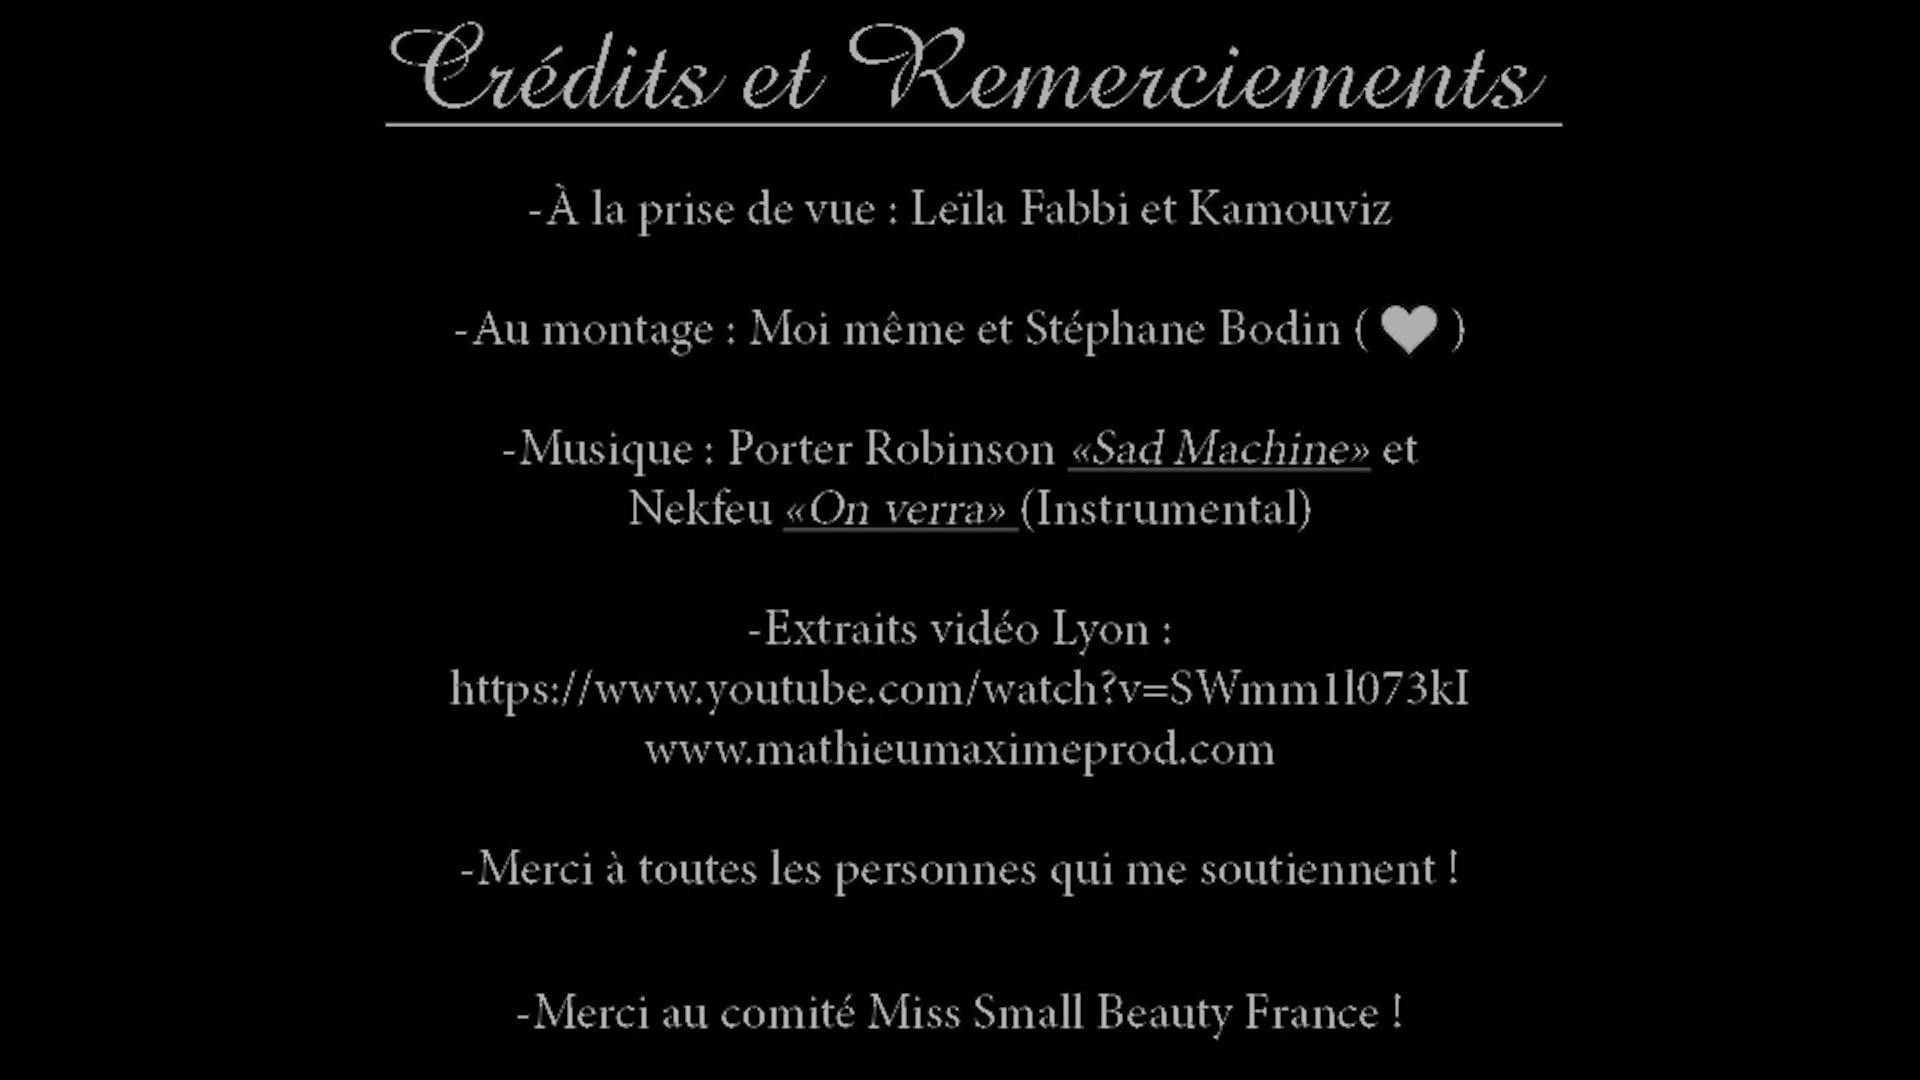 Crédits et Remerciements
-À la prise de vue : Leïla Fabbi et Kamouviz
-Au montage : Moi même et Stéphane Bodin ( ♥ )
-Musique : Porter Robinson «Sad Machine» et
Nekfeu «On verra» (Instrumental)
-Extraits vidéo Lyon :
https://www.youtube.com/watch?v=SWmm1l073kI
www.mathieumaximeprod.com
-Merci à toutes les personnes qui me soutiennent !
-Merci au comité Miss Small Beauty France !